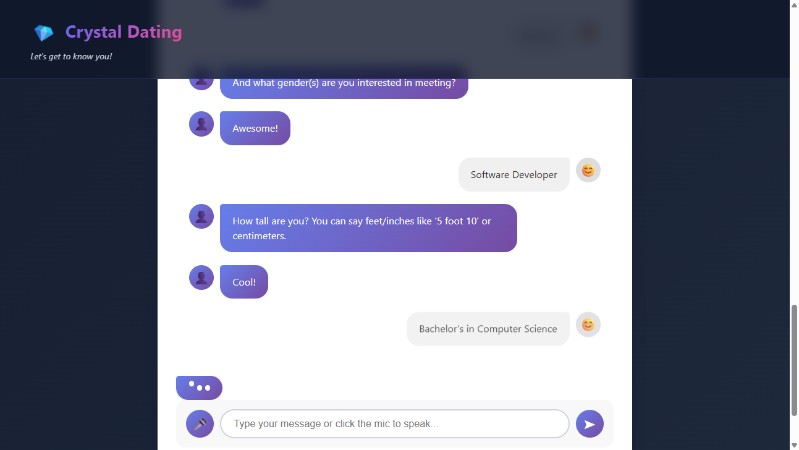 Crystal Dating
Let's get to know you!
And what gender(s) are you interested in meeting?
Awesome!
Software Developer
How tall are you? You can say feet/inches like '5 foot 10' or
centimeters.
Cool!
Bachelor's in Computer Science
Type your message or click the mic to speak...